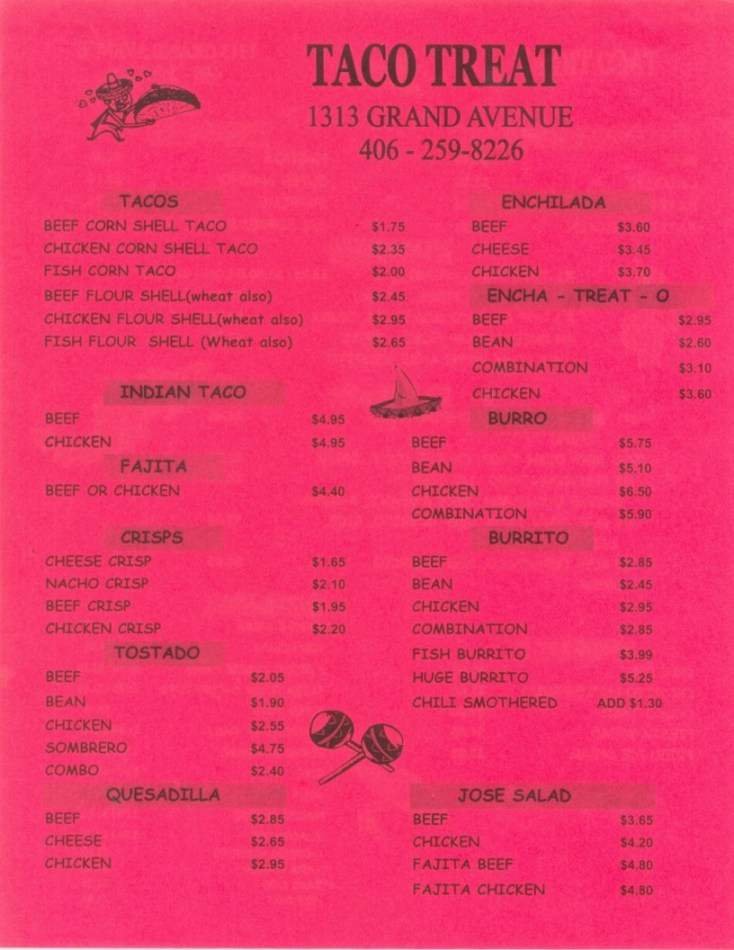 TACO TREAT
1313 GRAND AVENUE
406 - 259-8226
TACOS
BEEF CORN SHELL TACO $1.75
CHICKEN CORN SHELL TACO $2.35
FISH CORN TACO $2.00
BEEF FLOUR SHELL(wheat also) $2.45
CHICKEN FLOUR SHELL(wheat also) $2.95
FISH FLOUR SHELL (Wheat also) $2.65
INDIAN TACO
BEEF $4.95
CHICKEN $4.95
FAJITA
BEEF OR CHICKEN $4.40
CRISPS
CHEESE CRISP $1.65
NACHO CRISP $2.10
BEEF CRISP $1.95
CHICKEN CRISP $2.20
TOSTADO
BEEF $2.05
BEAN $1.90
CHICKEN $2.55
SOMBRERO $4.75
COMBO $2.40
QUESADILLA
BEEF $2.85
CHEESE $2.65
CHICKEN $2.95
ENCHILADA
BEEF $3.60
CHEESE $3.45
CHICKEN $3.70
ENCHA - TREAT - O
BEEF $2.95
BEAN $2.60
COMBINATION $3.10
CHICKEN $3.60
BURRO
BEEF $5.75
BEAN $5.10
CHICKEN $6.50
COMBINATION $5.90
BURRITO
BEEF $2.85
BEAN $2.45
CHICKEN $2.95
COMBINATION $2.85
FISH BURRITO $3.99
HUGE BURRITO $5.25
CHILI SMOTHERED ADD $1.30
JOSE SALAD
BEEF $3.65
CHICKEN $4.20
FAJITA BEEF $4.80
FAJITA CHICKEN $4.80